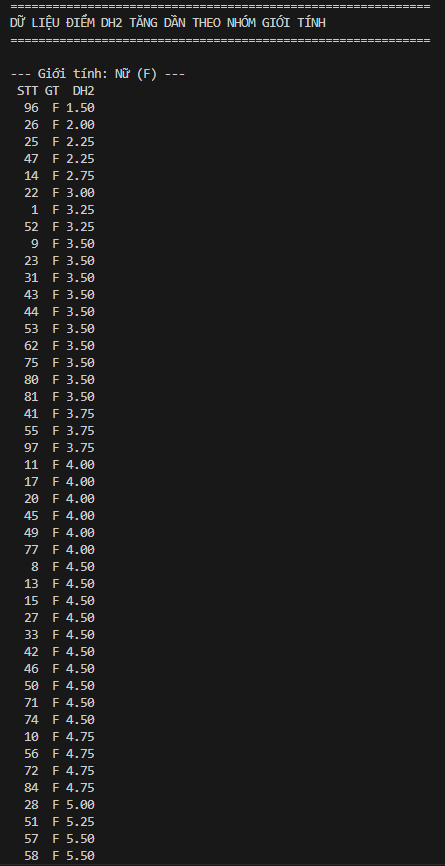 ============================================================
DỮ LIỆU ĐIỂM DH2 TĂNG DẦN THEO NHÓM GIỚI TÍNH
============================================================
--- Giới tính: Nữ (F) ---
STT GT DH2
96 F 1.50
26 F 2.00
25 F 2.25
47 F 2.25
14 F 2.75
22 F 3.00
1 F 3.25
52 F 3.25
9 F 3.50
23 F 3.50
31 F 3.50
43 F 3.50
44 F 3.50
53 F 3.50
62 F 3.50
75 F 3.50
80 F 3.50
81 F 3.50
41 F 3.75
55 F 3.75
97 F 3.75
11 F 4.00
17 F 4.00
20 F 4.00
45 F 4.00
49 F 4.00
77 F 4.00
8 F 4.50
13 F 4.50
15 F 4.50
27 F 4.50
33 F 4.50
42 F 4.50
46 F 4.50
50 F 4.50
71 F 4.50
74 F 4.50
10 F 4.75
56 F 4.75
72 F 4.75
84 F 4.75
28 F 5.00
51 F 5.25
57 F 5.50
58 F 5.50